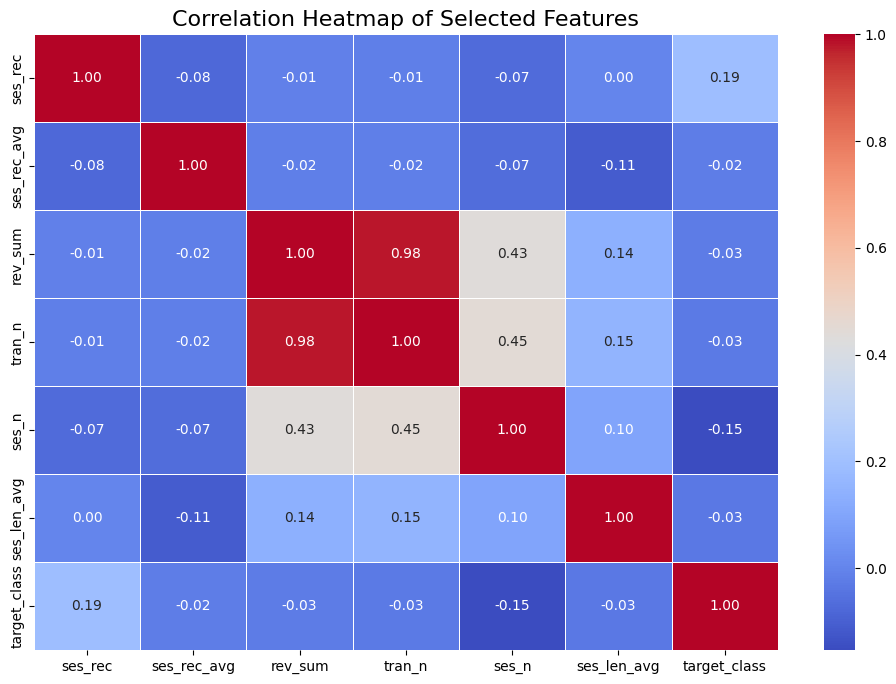 Correlation Heatmap of Selected Features
ses_rec 1.00 -0.08 -0.01 -0.01 -0.07 0.00 0.19
ses_rec_avg -0.08 1.00 -0.02 -0.02 -0.07 -0.11 -0.02
rev_sum -0.01 -0.02 1.00 0.98 0.43 0.14 -0.03
tran_n -0.01 -0.02 0.98 1.00 0.45 0.15 -0.03
ses_n -0.07 -0.07 0.43 0.45 1.00 0.10 -0.15
ses_len_avg 0.00 -0.11 0.14 0.15 0.10 1.00 -0.03
target_class 0.19 -0.02 -0.03 -0.03 -0.15 -0.03 1.00
ses_rec ses_rec_avg rev_sum tran_n ses_n ses_len_avg target_class
1.0
0.8
0.6
0.4
0.2
0.0